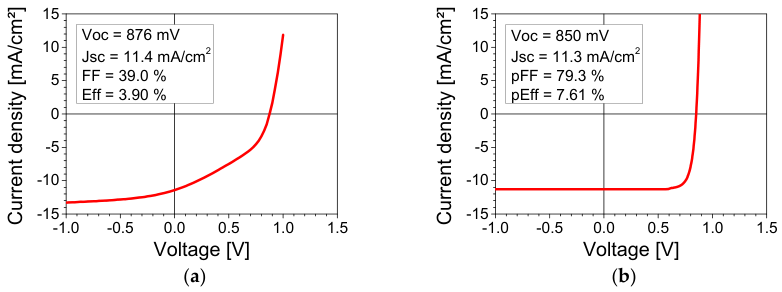 Voc = 876 mV
Jsc = 11.4 mA/cm²
FF = 39.0 %
Eff = 3.90 %
Current density [mA/cm²]
15
10
5
0
-5
-10
-15
-1.0 -0.5 0.0 0.5 1.0 1.5
Voltage [V]
(a)
Voc = 850 mV
Jsc = 11.3 mA/cm²
pFF = 79.3 %
pEff = 7.61 %
Current density [mA/cm²]
15
10
5
0
-5
-10
-15
-1.0 -0.5 0.0 0.5 1.0 1.5
Voltage [V]
(b)